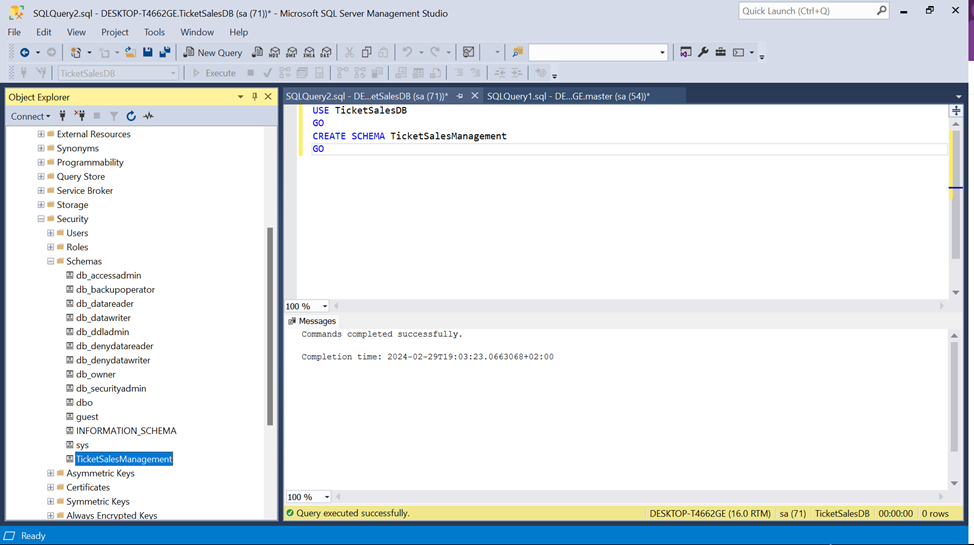 SQLQuery2.sql - DESKTOP-T4662GE.TicketSalesDB (sa (71))* - Microsoft SQL Server Management Studio
Quick Launch (Ctrl+Q)
File Edit View Project Tools Window Help
New Query
MDX DMX XMLA DAX
TicketSalesDB
Execute
Object Explorer
Connect
External Resources
Synonyms
Programmability
Query Store
Service Broker
Storage
Security
Users
Roles
Schemas
db_accessadmin
db_backupoperator
db_datareader
db_datawriter
db_ddladmin
db_denydatareader
db_denydatawriter
db_owner
db_securityadmin
dbo
guest
INFORMATION_SCHEMA
sys
TicketSalesManagement
Asymmetric Keys
Certificates
Symmetric Keys
Always Encrypted Keys
SQLQuery2.sql - DE...etSalesDB (sa (71))*
SQLQuery1.sql - DE...GE.master (sa (54))*
USE TicketSalesDB
GO
CREATE SCHEMA TicketSalesManagement
GO
100 %
Messages
Commands completed successfully.
Completion time: 2024-02-29T19:03:23.0663068+02:00
100 %
Query executed successfully.
DESKTOP-T4662GE (16.0 RTM) sa (71) TicketSalesDB 00:00:00 0 rows
Ready